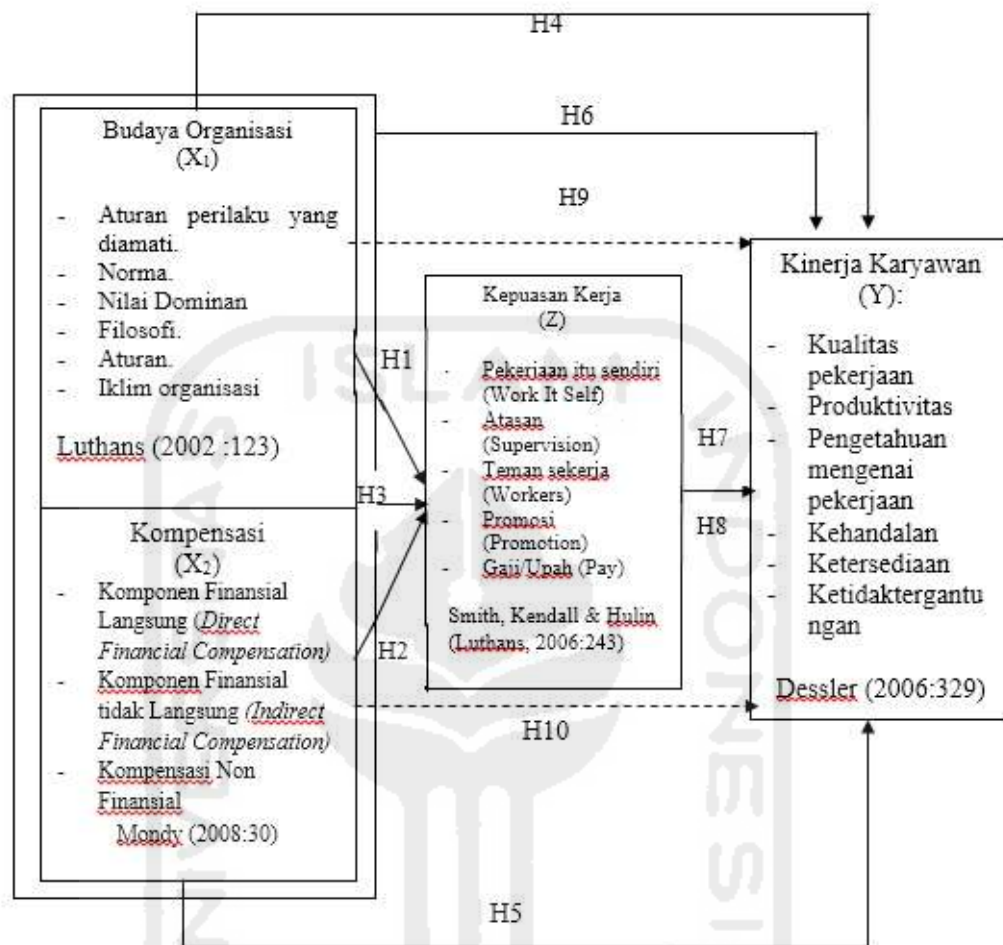 H4
H6
H9
Budaya Organisasi
(X₁)
- Aturan perilaku yang
diamati.
- Norma.
- Nilai Dominan
- Filosofi.
- Aturan.
- Iklim organisasi
Luthans (2002 :123)
H1
H3
H2
Kompensasi
(X₂)
- Komponen Finansial
Langsung (Direct
Financial Compensation)
- Komponen Finansial
tidak Langsung (Indirect
Financial Compensation)
- Kompensasi Non
Finansial
Mondy (2008:30)
Kepuasan Kerja
(Z)
- Pekerjaan itu sendiri
(Work It Self)
- Atasan
(Supervision)
- Teman sekerja
(Workers)
- Promosi
(Promotion)
- Gaji/Upah (Pay)
Smith, Kendall & Hulin
(Luthans, 2006:243)
H7
H8
H10
Kinerja Karyawan
(Y):
- Kualitas
pekerjaan
- Produktivitas
- Pengetahuan
mengenai
pekerjaan
- Kehandalan
- Ketersediaan
- Ketidaktergantu
ngan
Dessler (2006:329)
H5
ISLAM
INDONESI